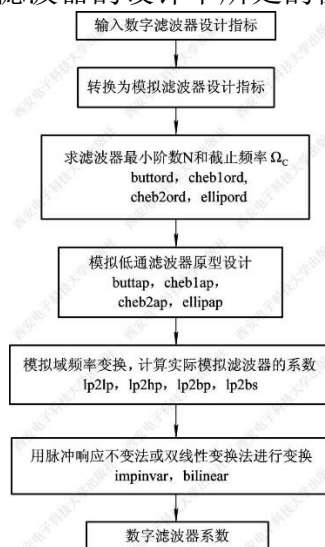 滤波器的设计中所处的
输入数字滤波器设计指标
转换为模拟滤波器设计指标
求滤波器最小阶数N和截止频率Ω_C
buttord，cheb1ord,
cheb2ord，ellipord
模拟低通滤波器原型设计
buttap，cheb1ap,
cheb2ap，ellipap
模拟域频率变换，计算实际模拟滤波器的系数
lp2lp，lp2hp，lp2bp，lp2bs
用脉冲响应不变法或双线性变换法进行变换
impinvar，bilinear
数字滤波器系数